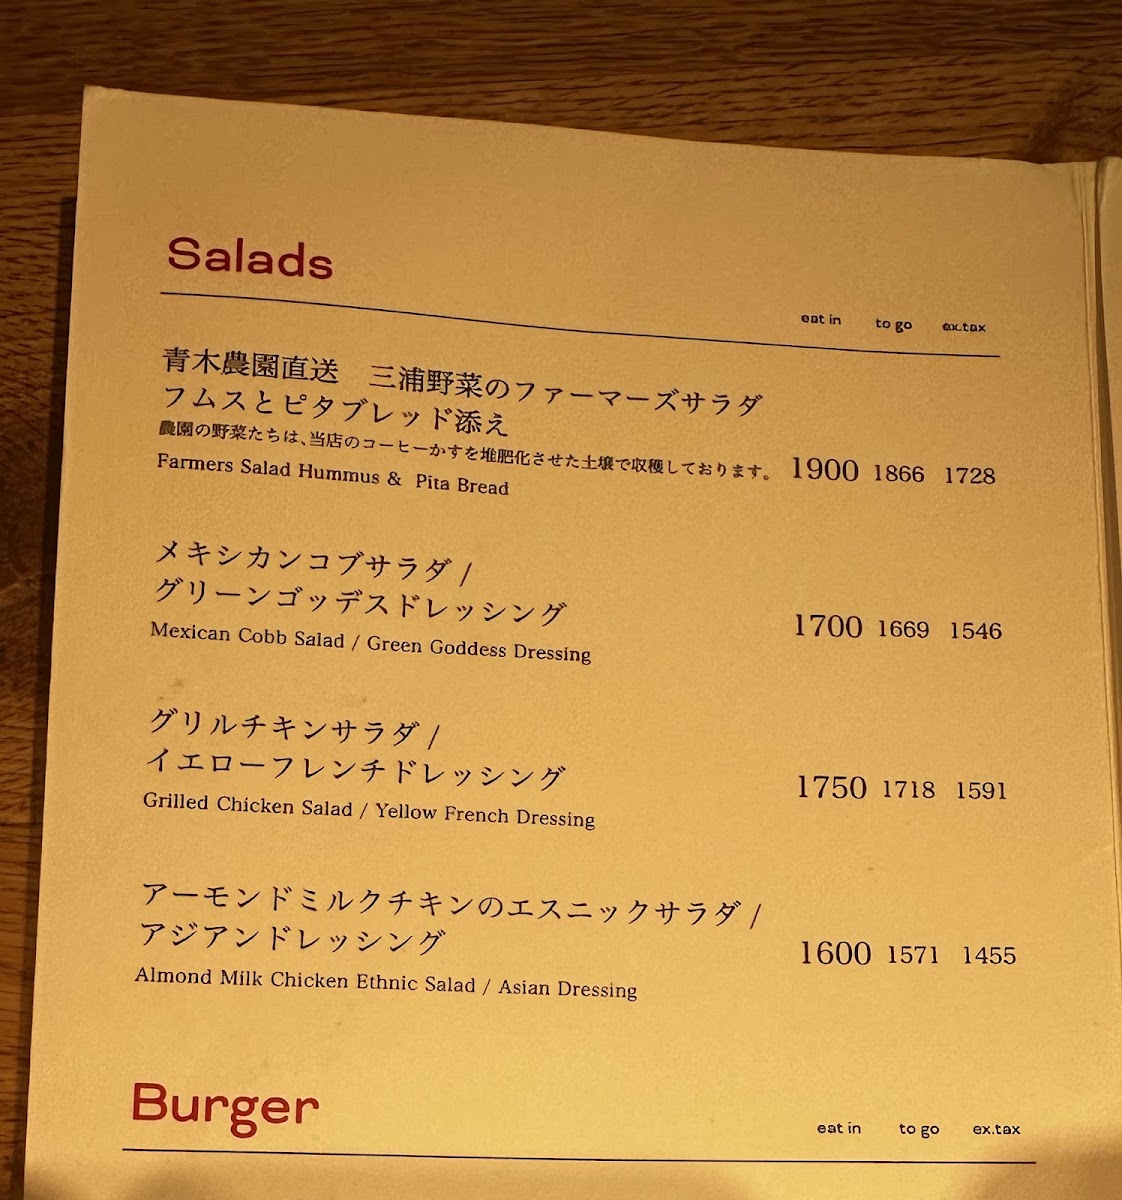 Salads
eat in to go ex.tax
青木農園直送　三浦野菜のファーマーズサラダ
フムスとピタブレッド添え
農園の野菜たちは、当店のコーヒーかすを堆肥化させた土壌で収穫しております。 1900 1866 1728
Farmers Salad Hummus & Pita Bread
メキシカンコブサラダ /
グリーンゴッデスドレッシング
Mexican Cobb Salad / Green Goddess Dressing 1700 1669 1546
グリルチキンサラダ /
イエローフレンチドレッシング
Grilled Chicken Salad / Yellow French Dressing 1750 1718 1591
アーモンドミルクチキンのエスニックサラダ /
アジアンドレッシング 1600 1571 1455
Almond Milk Chicken Ethnic Salad / Asian Dressing
Burger
eat in to go ex.tax